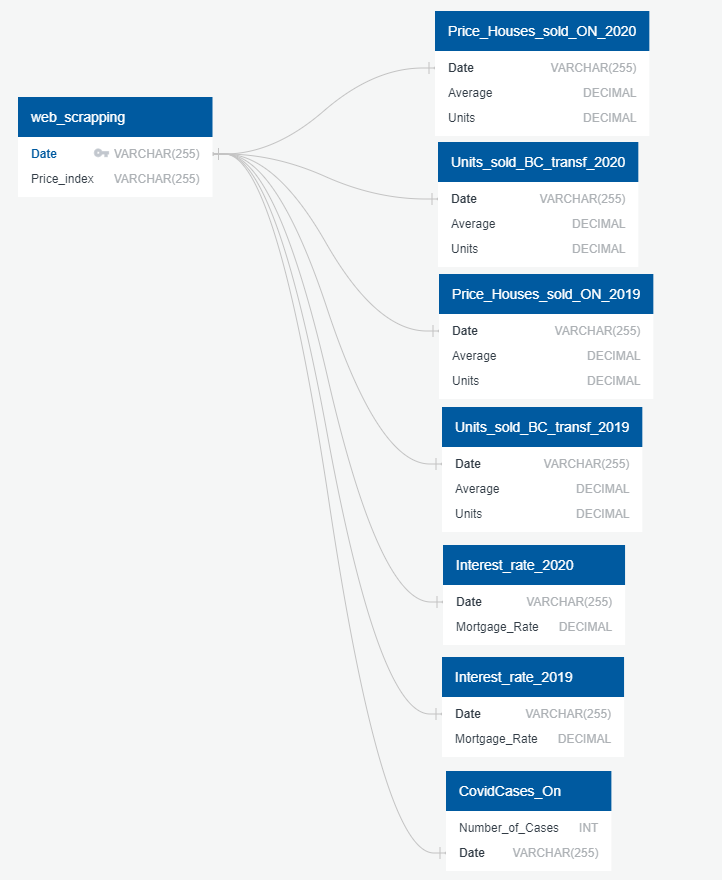 web_scrapping
Date VARCHAR(255)
Price_index VARCHAR(255)
Price_Houses_sold_ON_2020
Date VARCHAR(255)
Average DECIMAL
Units DECIMAL
Units_sold_BC_transf_2020
Date VARCHAR(255)
Average DECIMAL
Units DECIMAL
Price_Houses_sold_ON_2019
Date VARCHAR(255)
Average DECIMAL
Units DECIMAL
Units_sold_BC_transf_2019
Date VARCHAR(255)
Average DECIMAL
Units DECIMAL
Interest_rate_2020
Date VARCHAR(255)
Mortgage_Rate DECIMAL
Interest_rate_2019
Date VARCHAR(255)
Mortgage_Rate DECIMAL
CovidCases_On
Number_of_Cases INT
Date VARCHAR(255)